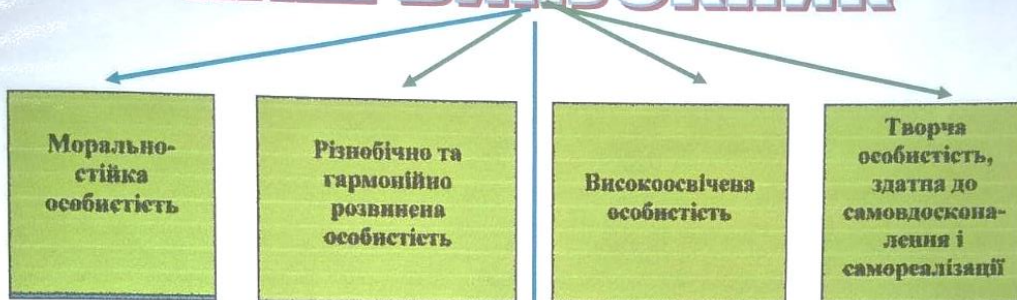 Морально-
стійка
особистість
Різнобічно та
гармонійно
розвинена
особистість
Високоосвічена
особистість
Творча
особистість,
здатна до
самовдоскона-
лення і
самореалізації